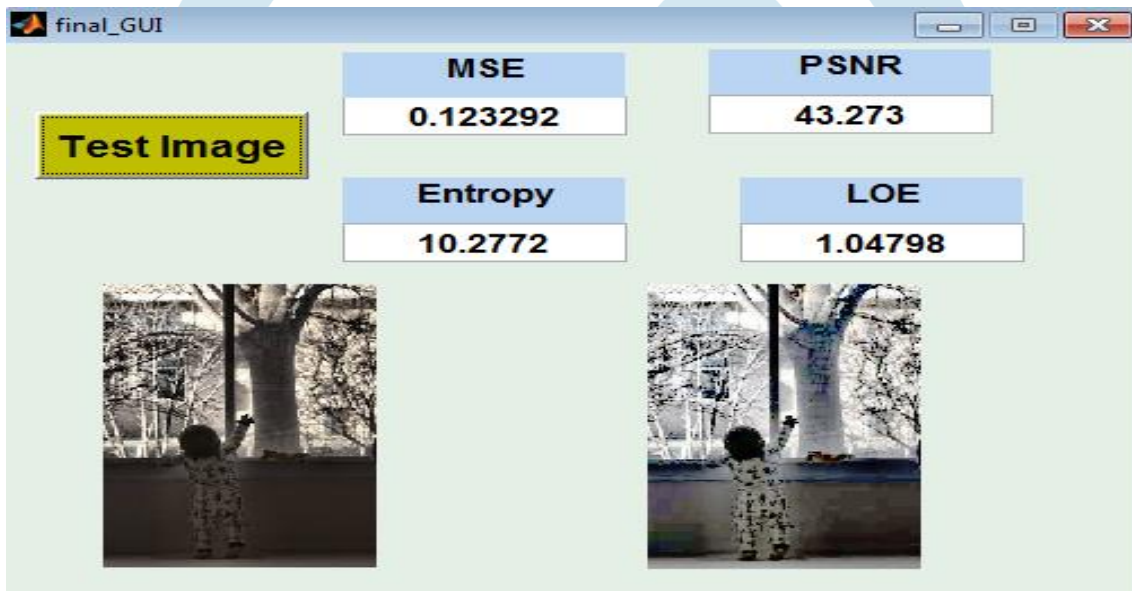 final_GUI
MSE
0.123292
PSNR
43.273
Test Image
Entropy
10.2772
LOE
1.04798